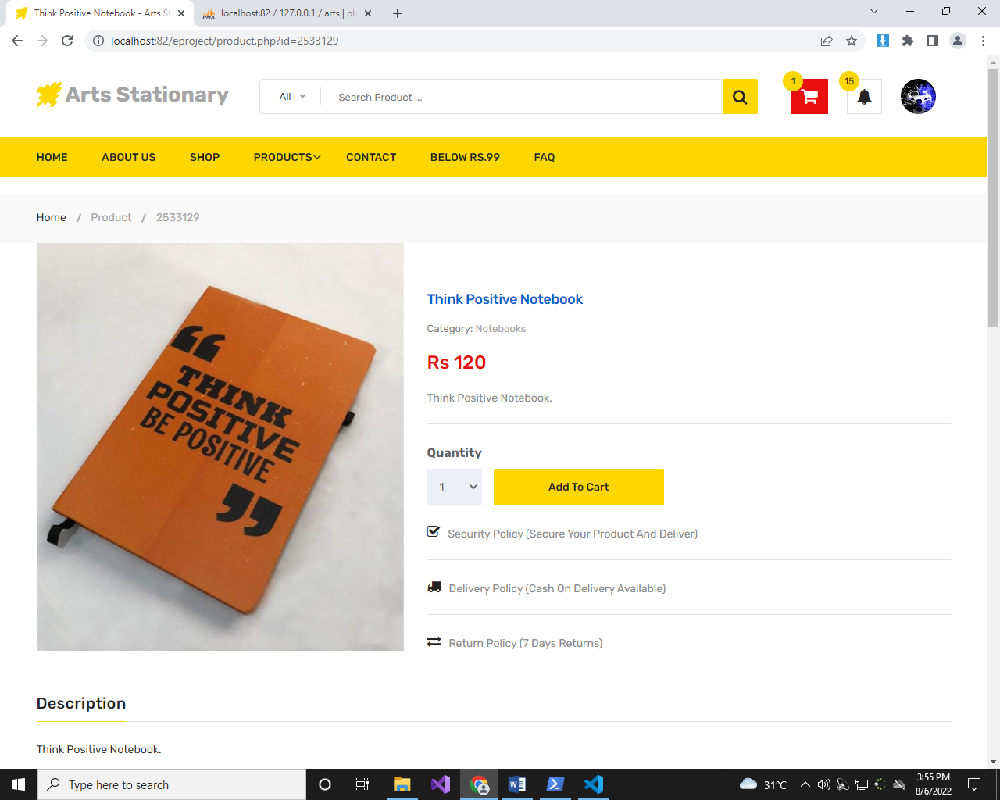 Think Positive Notebook - Arts St
localhost:82 / 127.0.0.1 / arts | ph
localhost:82/eproject/product.php?id=2533129
Arts Stationary
All
Search Product ...
1
15
HOME
ABOUT US
SHOP
PRODUCTS
CONTACT
BELOW RS.99
FAQ
Home / Product / 2533129
“
THINK
POSITIVE
BE POSITIVE
”
Think Positive Notebook
Category: Notebooks
Rs 120
Think Positive Notebook.
Quantity
1
Add To Cart
Security Policy (Secure Your Product And Deliver)
Delivery Policy (Cash On Delivery Available)
Return Policy (7 Days Returns)
Description
Think Positive Notebook.
Type here to search
31°C
3:55 PM
8/6/2022